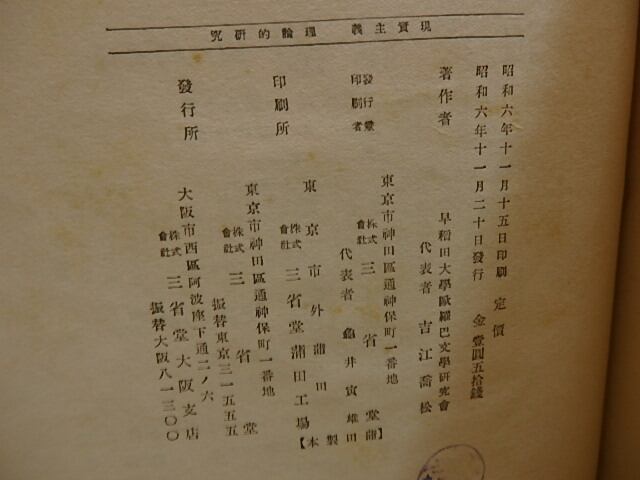 現實主義　理論的研究
昭和六年十一月十五日印刷　定價
昭和六年十一月二十日發行　金壹圓五拾錢
著作者　早稻田大學歐羅巴文學研究會
代表者　吉江喬松
發行兼
印刷者　東京市神田區通神保町一番地
株式會社　三省堂
代表者　龜井寅雄
印刷所　東京市外蒲田
株式會社　三省堂蒲田工場
【蒲田製本】
東京市神田區通神保町一番地
發行所　株式會社　三省堂
振替東京三一五五五
大阪市西區阿波座下通二ノ六
株式會社　三省堂大阪支店
振替大阪八一三〇〇